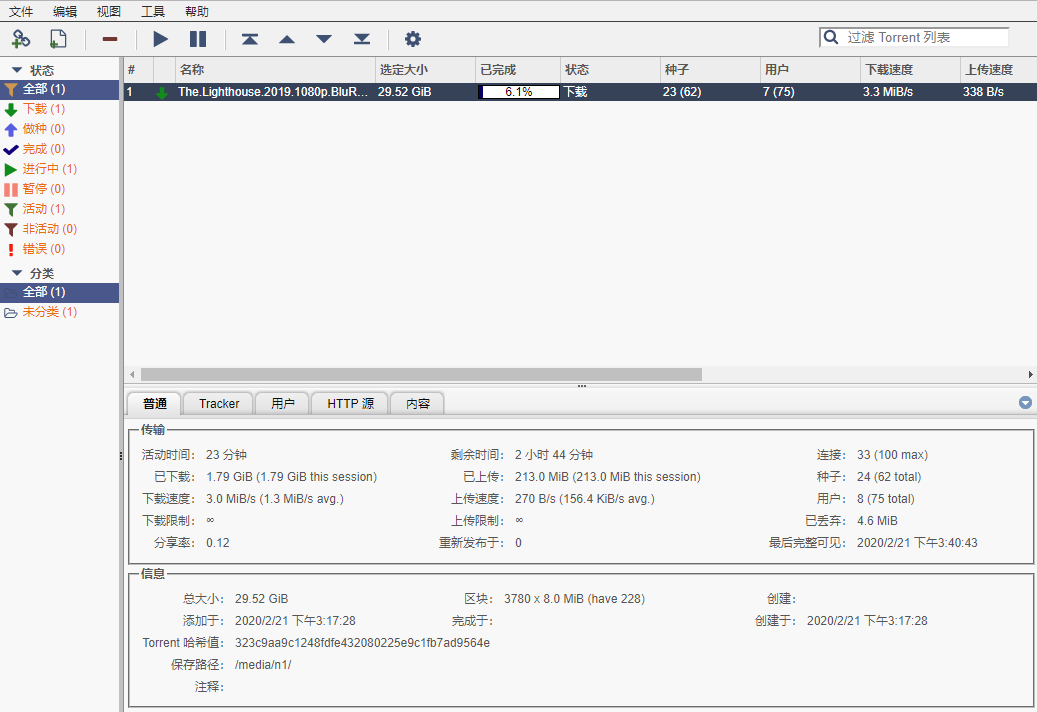 文件 编辑 视图 工具 帮助
过滤 Torrent 列表
状态
全部 (1)
下载 (1)
做种 (0)
完成 (0)
进行中 (1)
暂停 (0)
活动 (1)
非活动 (0)
错误 (0)
分类
全部 (1)
未分类 (1)
# 名称 选定大小 已完成 状态 种子 用户 下载速度 上传速度
1 The.Lighthouse.2019.1080p.BluR... 29.52 GiB 6.1% 下载 23 (62) 7 (75) 3.3 MiB/s 338 B/s
普通 Tracker 用户 HTTP 源 内容
传输
活动时间： 23 分钟 剩余时间： 2 小时 44 分钟 连接： 33 (100 max)
已下载： 1.79 GiB (1.79 GiB this session) 已上传： 213.0 MiB (213.0 MiB this session) 种子： 24 (62 total)
下载速度： 3.0 MiB/s (1.3 MiB/s avg.) 上传速度： 270 B/s (156.4 KiB/s avg.) 用户： 8 (75 total)
下载限制： ∞ 上传限制： ∞ 已丢弃： 4.6 MiB
分享率： 0.12 重新发布于： 0 最后完整可见： 2020/2/21 下午3:40:43
信息
总大小： 29.52 GiB 区块： 3780 x 8.0 MiB (have 228) 创建：
添加于： 2020/2/21 下午3:17:28 完成于： 创建于： 2020/2/21 下午3:17:28
Torrent 哈希值： 323c9aa9c1248fdfe432080225e9c1fb7ad9564e
保存路径： /media/n1/
注释：